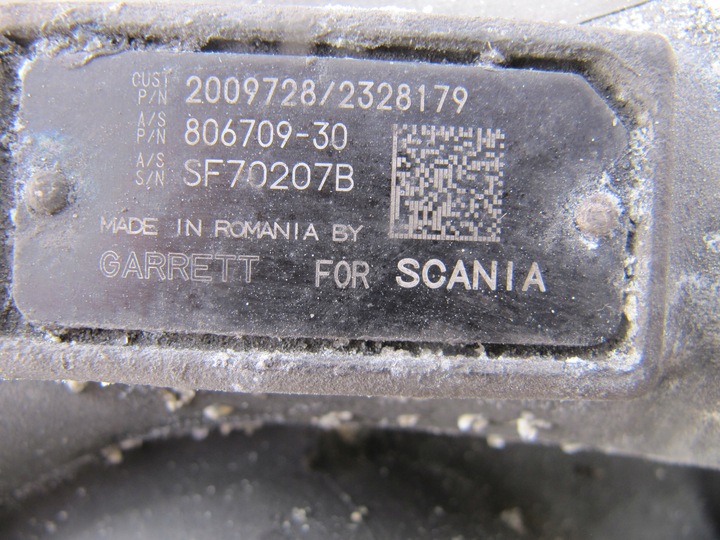 CUST P/N 2009728/2328179
A/S P/N 806709-30
A/S S/N SF70207B
MADE IN ROMANIA BY
GARRETT FOR SCANIA